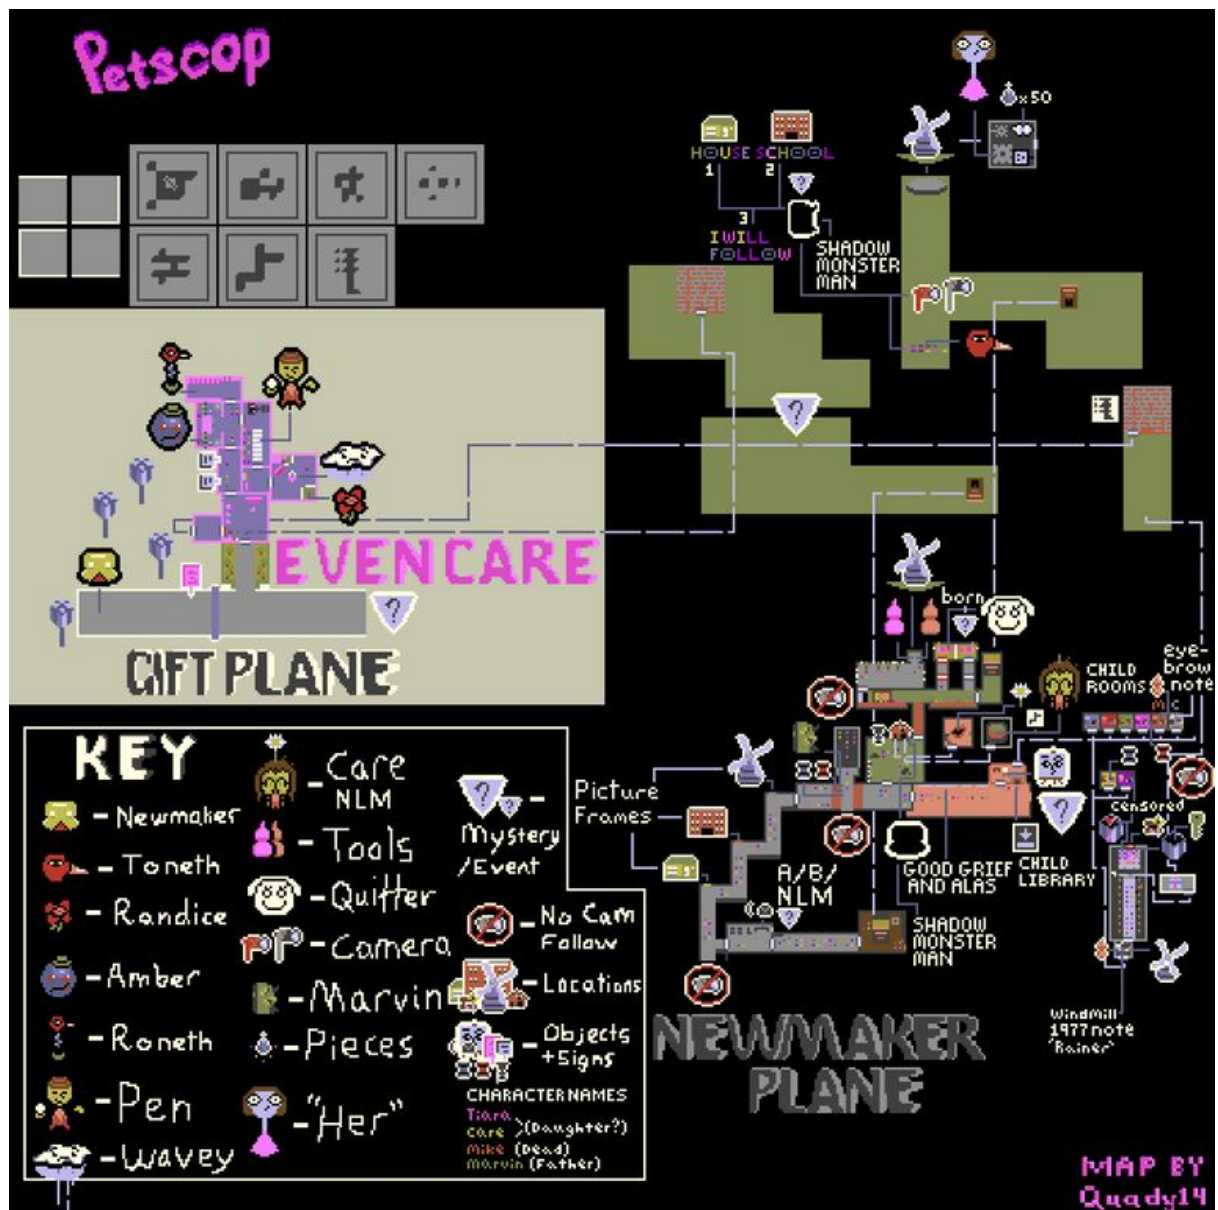 Petscop
x50
HOUSE SCHOOL
1 2
3
I WILL
FOLLOW
?
SHADOW
MONSTER
MAN
?
EVEN CARE
?
GIFT PLANE
born
?
CHILD
ROOMS
eye-
brow
note
M C
Picture
Frames
censored
?
A/B/
NLM
?
GOOD GRIEF
AND ALAS
CHILD
LIBRARY
SHADOW
MONSTER
MAN
WINDMILL
1977 note
'Rainer'
NEWMAKER
PLANE
KEY
- Newmaker
- Toneth
- Randice
- Amber
- Roneth
- Pen
- Wavey
- Care
NLM
- Tools
- Quitter
- Camera
- Marvin
- Pieces
- "Her"
? ? -
Mystery
/Event
- No Cam
Follow
- Locations
- Objects
+ Signs
CHARACTER NAMES
Tiara
Care >(Daughter?)
Mike (Dead)
Marvin (Father)
MAP BY
Quady14